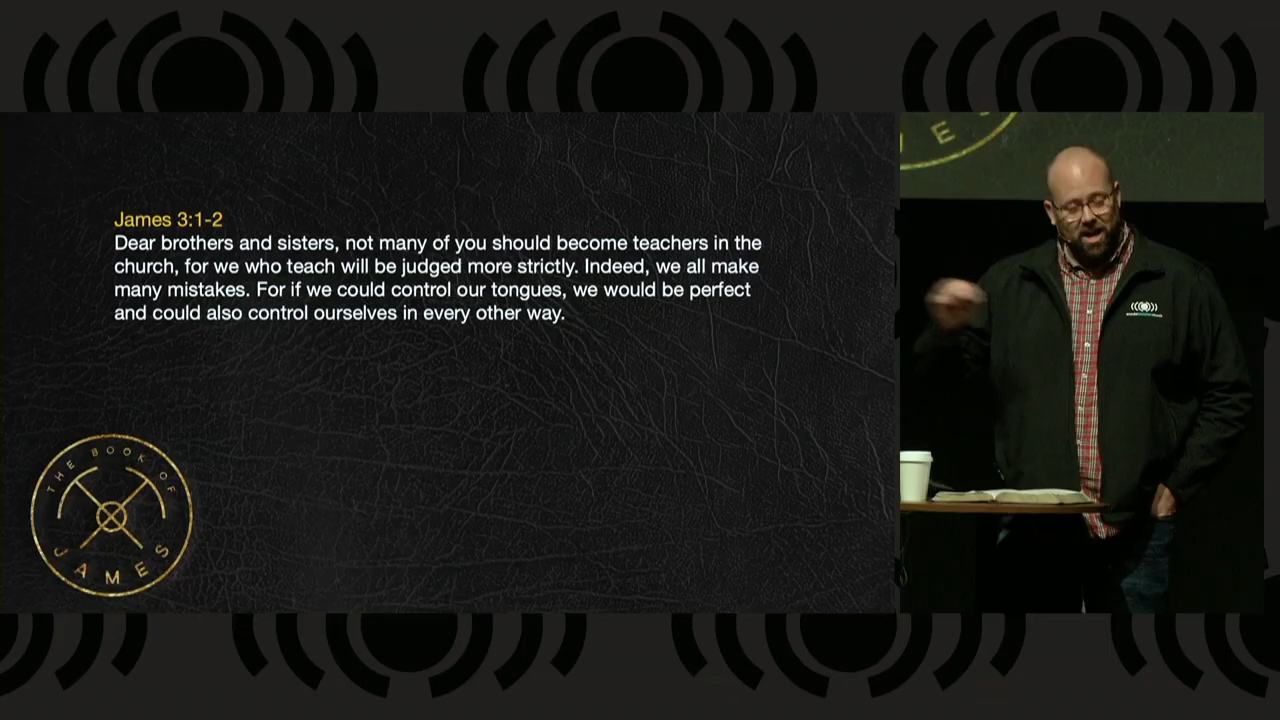 James 3:1-2
Dear brothers and sisters, not many of you should become teachers in the
church, for we who teach will be judged more strictly. Indeed, we all make
many mistakes. For if we could control our tongues, we would be perfect
and could also control ourselves in every other way.
THE BOOK OF
JAMES
MES